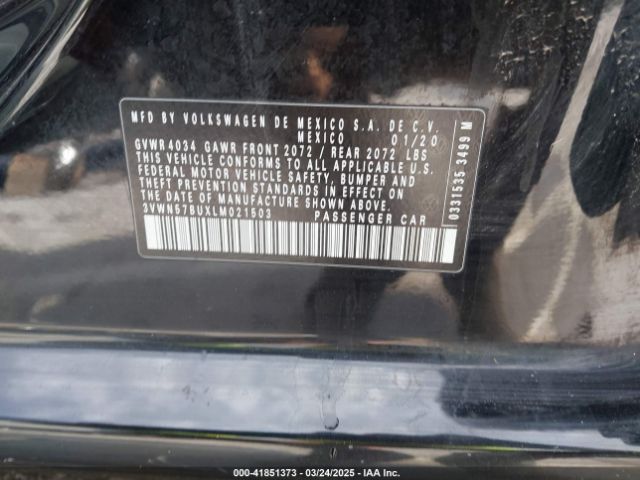 MFD BY VOLKSWAGEN DE MEXICO S.A. DE C.V.
MEXICO 01/20
GVWR 4034 GAWR FRONT 2072 / REAR 2072 LBS
THIS VEHICLE CONFORMS TO ALL APPLICABLE U.S.
FEDERAL MOTOR VEHICLE SAFETY, BUMPER AND
THEFT PREVENTION STANDARDS IN EFFECT ON
THE DATE OF MANUFACTURE SHOWN ABOVE
3VWN57BUXLM021503 PASSENGER CAR
0331535 3499 M
000-41851373 - 03/24/2025 - IAA Inc.